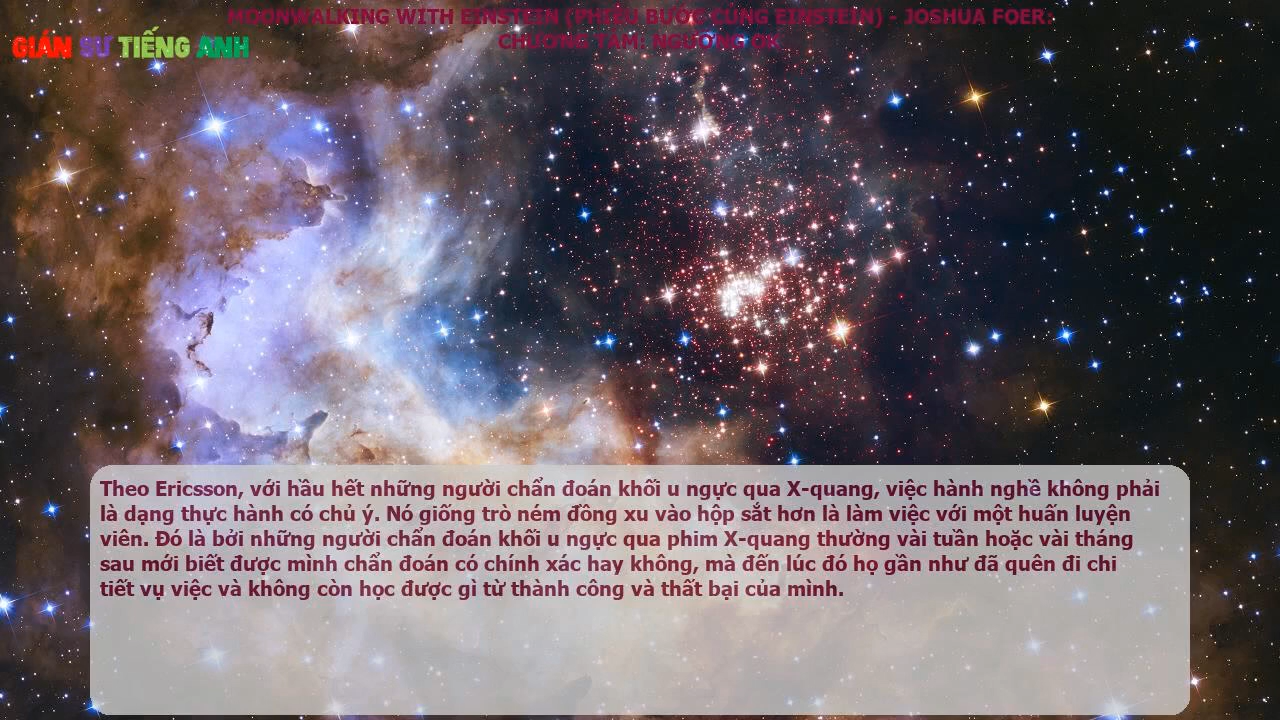 MOONWALKING WITH EINSTEIN (PHIÊU BƯỚC CÙNG EINSTEIN) - JOSHUA FOER:
CHƯƠNG TÁM: NGƯỠNG OK
GIÁN SƯ TIẾNG ANH
Theo Ericsson, với hầu hết những người chẩn đoán khối u ngực qua X-quang, việc hành nghề không phải
là dạng thực hành có chủ ý. Nó giống trò ném đồng xu vào hộp sắt hơn là làm việc với một huấn luyện
viên. Đó là bởi những người chẩn đoán khối u ngực qua phim X-quang thường vài tuần hoặc vài tháng
sau mới biết được mình chẩn đoán có chính xác hay không, mà đến lúc đó họ gần như đã quên đi chi
tiết vụ việc và không còn học được gì từ thành công và thất bại của mình.